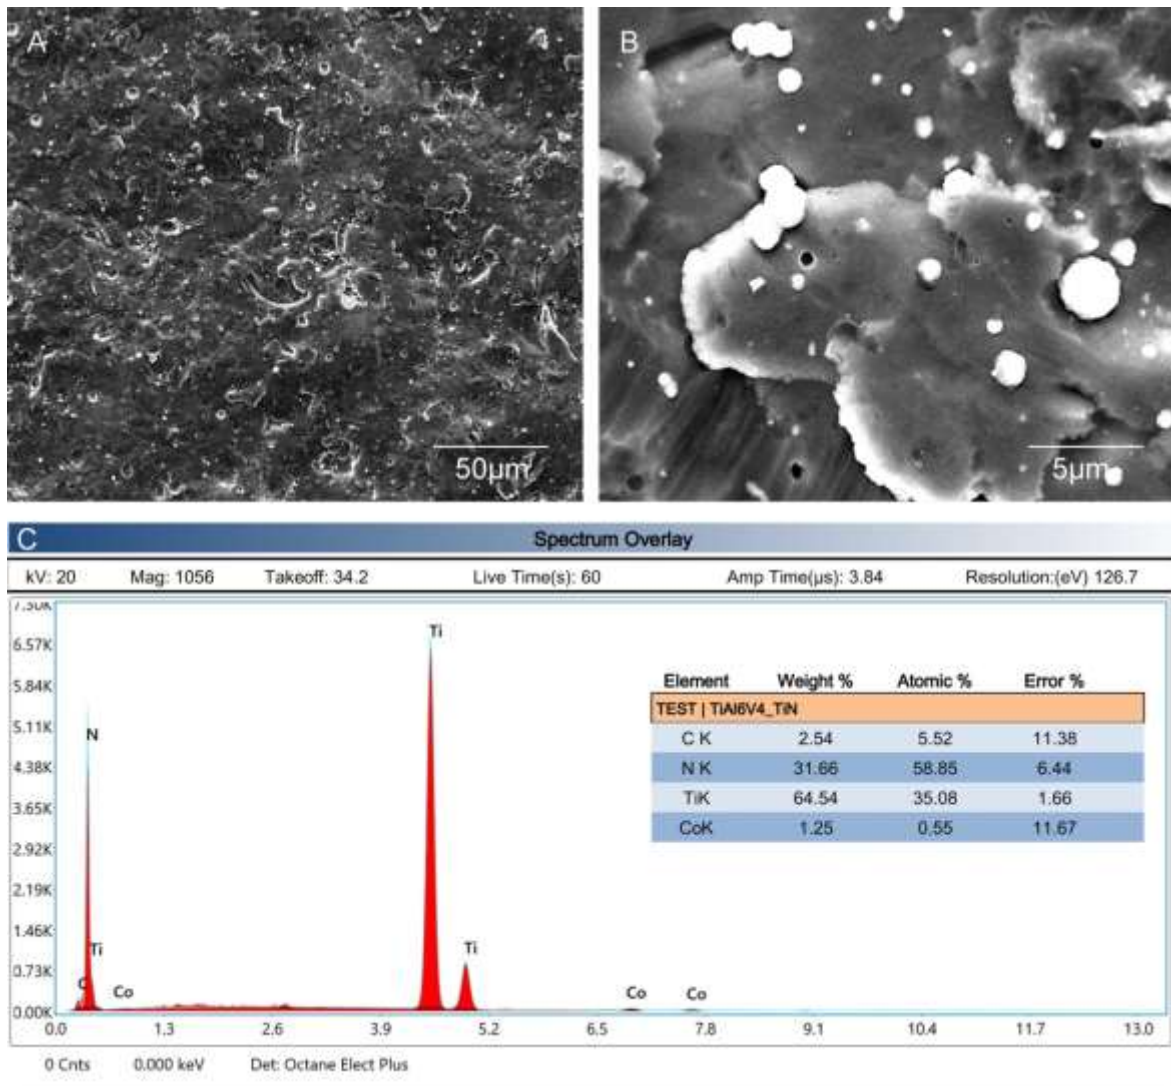 A
50µm
B
5µm
C
Spectrum Overlay
kV: 20 Mag: 1056 Takeoff: 34.2 Live Time(s): 60 Amp Time(µs): 3.84 Resolution:(eV) 126.7
6.57K
5.84K
5.11K
4.38K
3.65K
2.92K
2.19K
1.46K
0.73K
0.00K
N
Ti
C
Co
Ti
Ti
Co
Co
Element Weight % Atomic % Error %
TEST | TiAl6V4_TiN
C K 2.54 5.52 11.38
N K 31.66 58.85 6.44
TiK 64.54 35.08 1.66
CoK 1.25 0.55 11.67
0.0 1.3 2.6 3.9 5.2 6.5 7.8 9.1 10.4 11.7 13.0
0 Cnts 0.000 keV Det: Octane Elect Plus